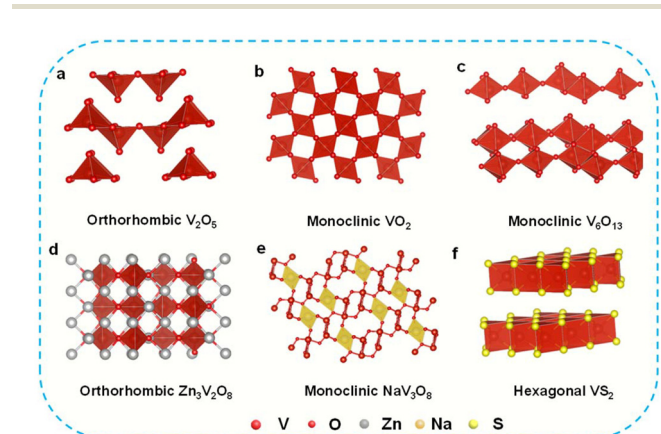 a
b
c
Orthorhombic V₂O₅
Monoclinic VO₂
Monoclinic V₆O₁₃
d
e
f
Orthorhombic Zn₃V₂O₈
Monoclinic NaV₃O₈
Hexagonal VS₂
V O Zn Na S